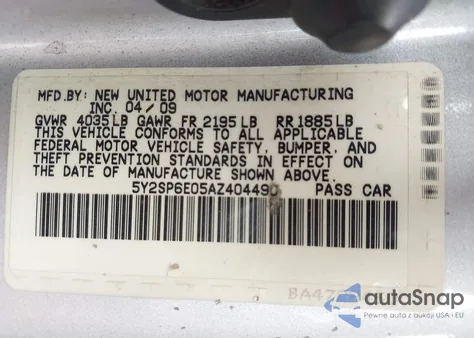 MFD.BY: NEW UNITED MOTOR MANUFACTURING
INC. 04/09
GVWR 4035LB GAWR FR 2195LB RR 1885LB
THIS VEHICLE CONFORMS TO ALL APPLICABLE
FEDERAL MOTOR VEHICLE SAFETY, BUMPER, AND
THEFT PREVENTION STANDARDS IN EFFECT ON
THE DATE OF MANUFACTURE SHOWN ABOVE.
5Y2SP6E05AZ404490 PASS CAR
autoSnap
Pewne auta z aukcji USA i EU